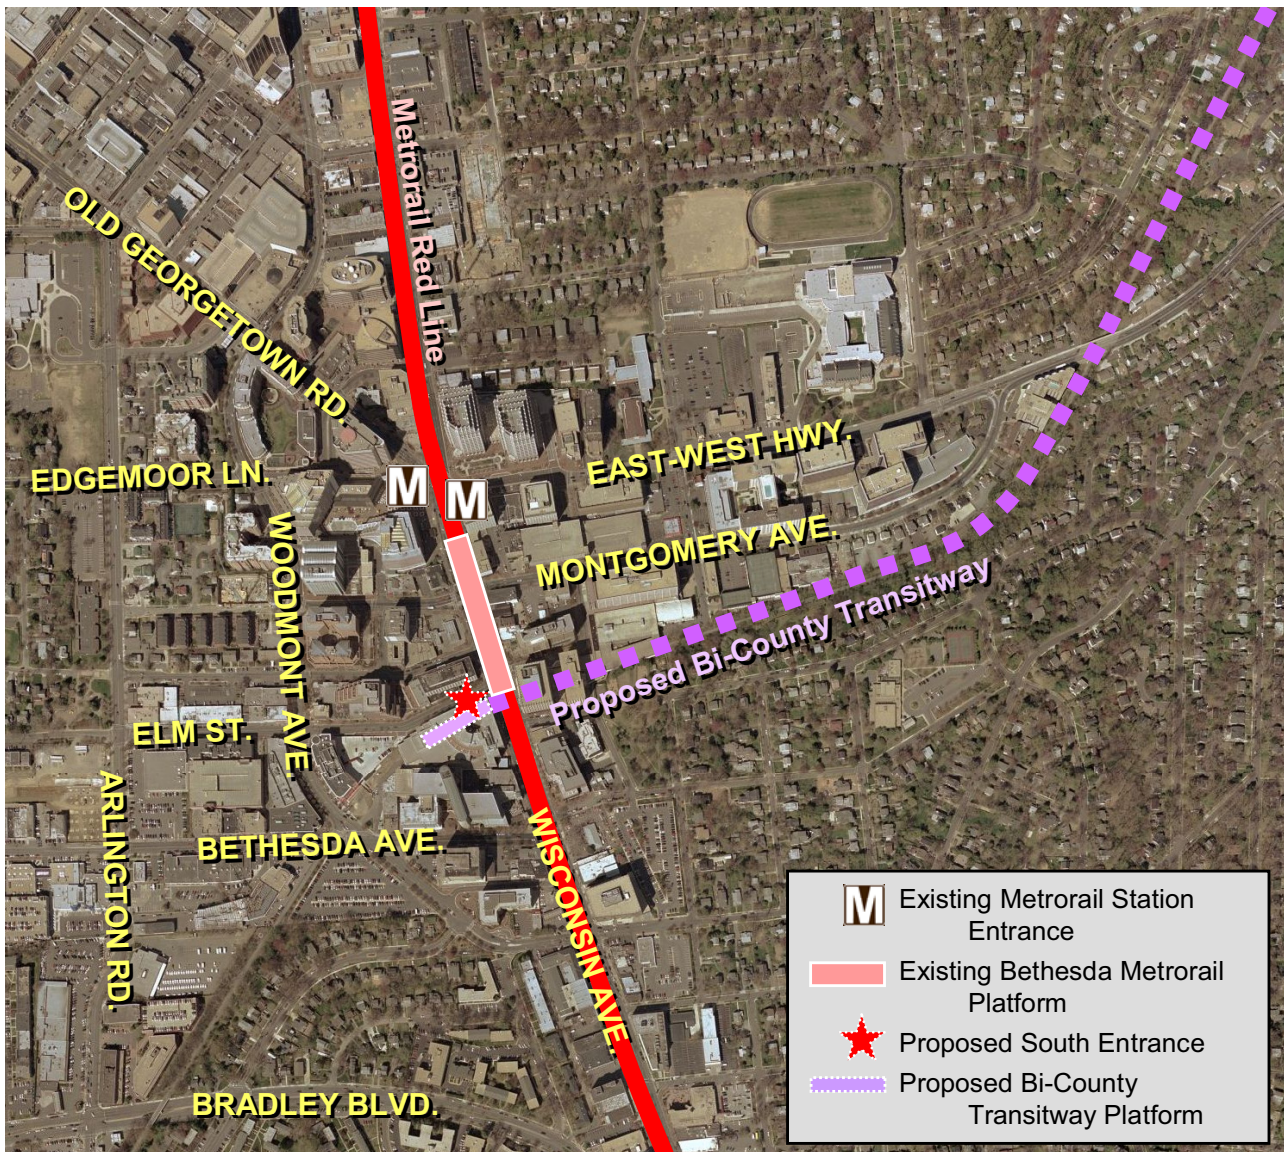 Metrorail Red Line
OLD GEORGETOWN RD.
EAST-WEST HWY.
EDGEMOOR LN.
M
M
WOODMONT AVE.
MONTGOMERY AVE.
Proposed Bi-County Transitway
ELM ST.
ARLINGTON RD.
BETHESDA AVE.
WISCONSIN AVE.
BRADLEY BLVD.
M
Existing Metrorail Station
Entrance
Existing Bethesda Metrorail
Platform
Proposed South Entrance
Proposed Bi-County
Transitway Platform